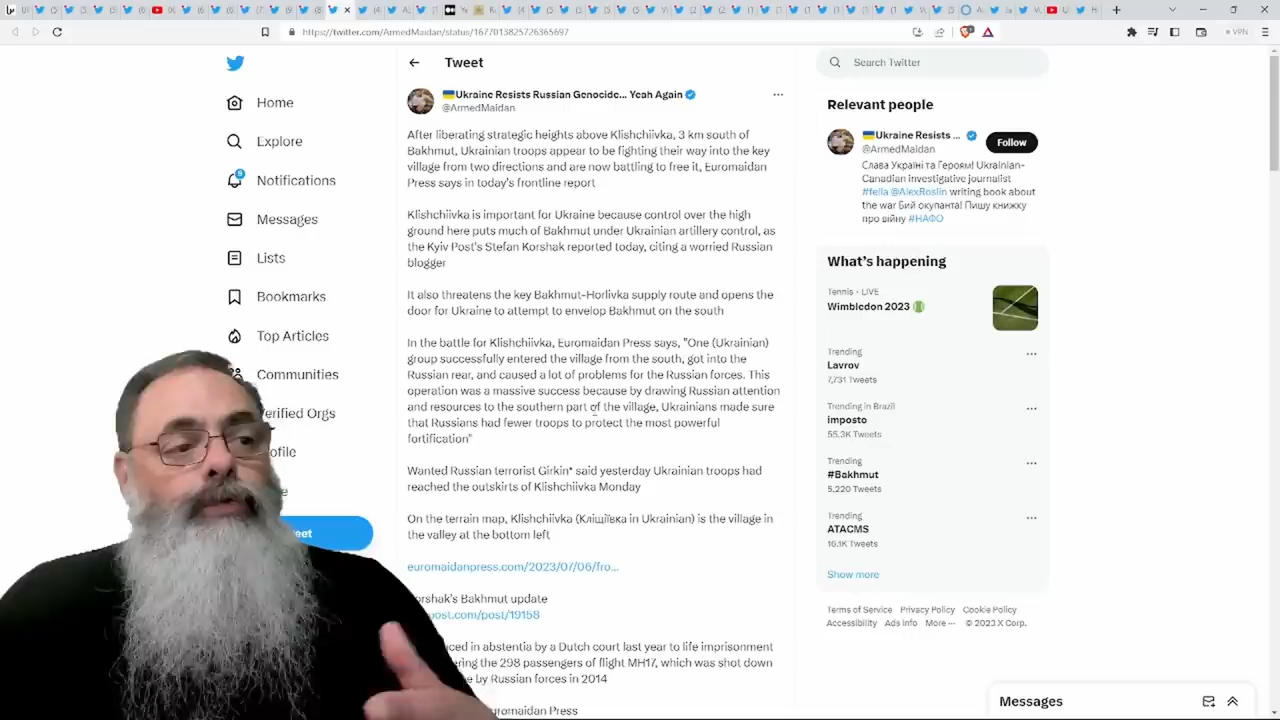 https://twitter.com/ArmedMaidan/status/1677013825726365697
VPN
Home
Explore
9
Notifications
Messages
Lists
Bookmarks
Top Articles
Communities
Tweet
🇺🇦Ukraine Resists Russian Genocide... Yeah Again
@ArmedMaidan
After liberating strategic heights above Klishchiivka, 3 km south of
Bakhmut, Ukrainian troops appear to be fighting their way into the key
village from two directions and are now battling to free it, Euromaidan
Press says in today's frontline report
Klishchiivka is important for Ukraine because control over the high
ground here puts much of Bakhmut under Ukrainian artillery control, as
the Kyiv Post's Stefan Korshak reported today, citing a worried Russian
blogger
It also threatens the key Bakhmut-Horlivka supply route and opens the
door for Ukraine to attempt to envelop Bakhmut on the south
In the battle for Klishchiivka, Euromaidan Press says, "One (Ukrainian)
group successfully entered the village from the south, got into the
Russian rear, and caused a lot of problems for the Russian forces. This
operation was a massive success because by drawing Russian attention
and resources to the southern part of the village, Ukrainians made sure
that Russians had fewer troops to protect the most powerful
fortification"
Wanted Russian terrorist Girkin* said yesterday Ukrainian troops had
reached the outskirts of Klishchiivka Monday
On the terrain map, Klishchiivka (Кліщіївка in Ukrainian) is the village in
the valley at the bottom left
euromaidanpress.com/2023/07/06/fro...
orshak's Bakhmut update
ost.com/post/19158
ced in absentia by a Dutch court last year to life imprisonment
ering the 298 passengers of flight MH17, which was shot down
e by Russian forces in 2014
uromaidan Press
erified Orgs
ofile
e
eet
Search Twitter
Relevant people
🇺🇦Ukraine Resists ...
@ArmedMaidan
Follow
Слава Україні та Героям! Ukrainian-
Canadian investigative journalist
#fella @AlexRoslin writing book about
the war Бий окупанта! Пишу книжку
про війну #НАФО
What's happening
Tennis · LIVE
Wimbledon 2023
Trending
Lavrov
7,731 Tweets
Trending in Brazil
imposto
55.3K Tweets
Trending
#Bakhmut
5,220 Tweets
Trending
ATACMS
16.1K Tweets
Show more
Terms of Service Privacy Policy Cookie Policy
Accessibility Ads info More ··· © 2023 X Corp.
Messages